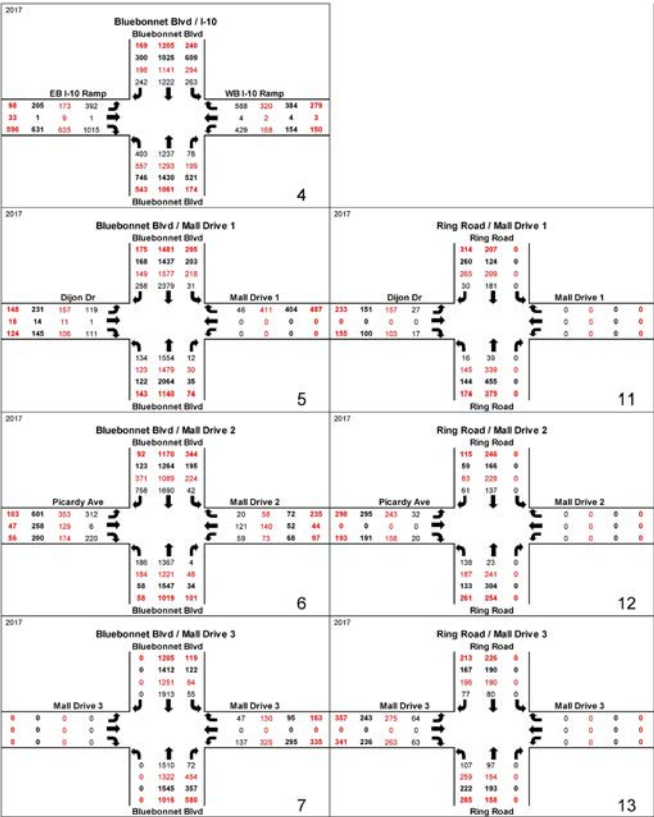 2017
Bluebonnet Blvd / I-10
Bluebonnet Blvd
169 1205 240
300 1025 609
196 1141 294
242 1222 263
EB I-10 Ramp WB I-10 Ramp
98 205 173 392 588 320 384 279
33 1 9 1 4 2 4 3
596 631 635 1015 429 168 154 150
403 1237 78
557 1293 199
746 1430 521
543 1061 174
Bluebonnet Blvd
4
2017
Bluebonnet Blvd / Mall Drive 1
Bluebonnet Blvd
175 1481 295
168 1437 203
149 1577 218
258 2379 31
Dijon Dr Mall Drive 1
148 231 157 119 46 411 404 487
18 14 11 1 0 0 0 0
124 145 106 111 0 0 0 0
134 1554 12
123 1479 30
122 2064 35
143 1140 74
Bluebonnet Blvd
5
2017
Ring Road / Mall Drive 1
Ring Road
314 207 0
260 124 0
265 209 0
30 181 0
Dijon Dr Mall Drive 1
233 151 157 27 0 0 0 0
0 0 0 0 0 0 0 0
155 100 103 17 0 0 0 0
16 39 0
145 339 0
144 455 0
174 379 0
Ring Road
11
2017
Bluebonnet Blvd / Mall Drive 2
Bluebonnet Blvd
92 1170 344
123 1264 195
371 1089 224
758 1690 42
Picardy Ave Mall Drive 2
103 601 353 312 20 58 72 235
47 258 129 6 121 140 52 44
56 200 174 220 59 73 68 97
186 1367 4
184 1221 48
58 1547 34
58 1019 101
Bluebonnet Blvd
6
2017
Ring Road / Mall Drive 2
Ring Road
115 246 0
59 166 0
83 228 0
61 137 0
Picardy Ave Mall Drive 2
290 295 243 32 0 0 0 0
0 0 0 0 0 0 0 0
193 191 158 20 0 0 0 0
138 23 0
187 241 0
133 304 0
261 254 0
Ring Road
12
2017
Bluebonnet Blvd / Mall Drive 3
Bluebonnet Blvd
0 1205 119
0 1412 122
0 1251 84
0 1913 55
Mall Drive 3 Mall Drive 3
0 0 0 0 47 130 95 163
0 0 0 0 0 0 0 0
0 0 0 0 137 325 295 335
0 1510 72
0 1322 454
0 1545 357
0 1016 580
Bluebonnet Blvd
7
2017
Ring Road / Mall Drive 3
Ring Road
213 226 0
167 190 0
196 190 0
77 80 0
Mall Drive 3 Mall Drive 3
357 243 275 64 0 0 0 0
0 0 0 0 0 0 0 0
341 236 263 63 0 0 0 0
107 97 0
259 154 0
222 193 0
285 158 0
Ring Road
13